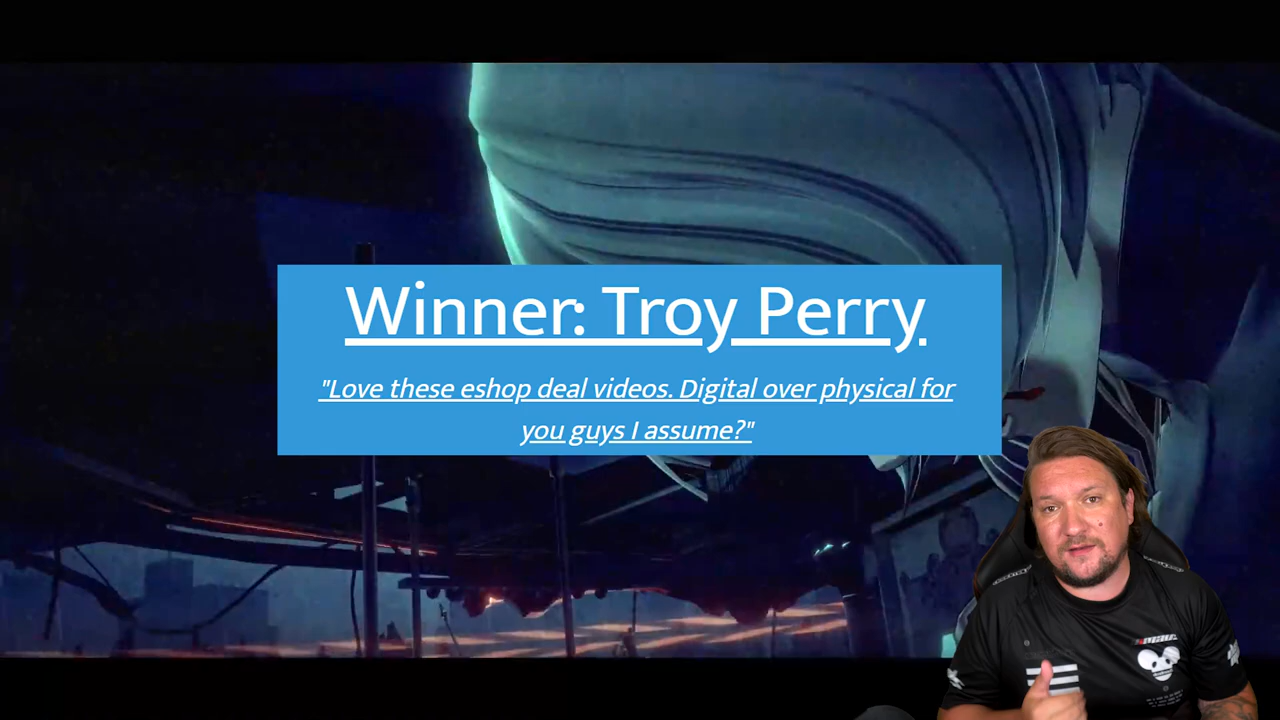 Winner: Troy Perry
"Love these eshop deal videos. Digital over physical for
you guys I assume?"